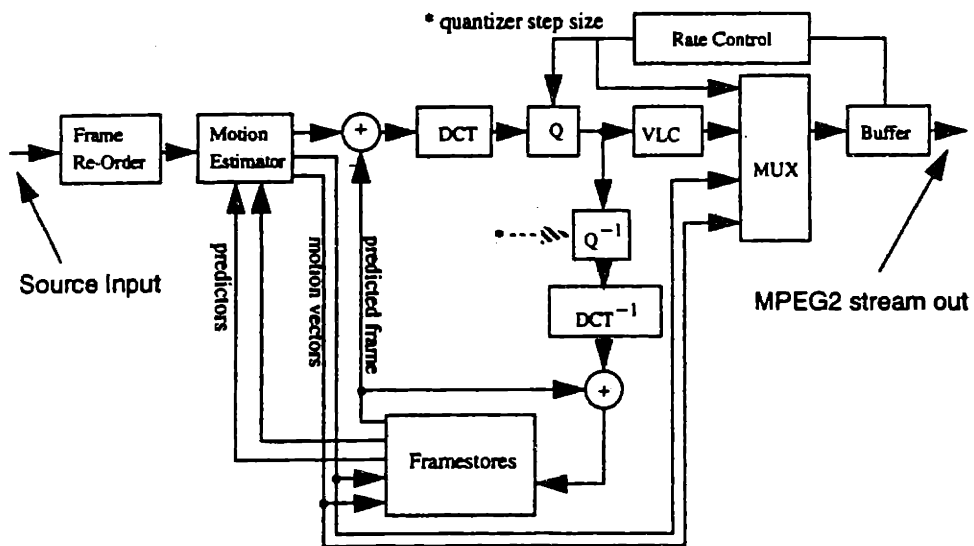 * quantizer step size
Rate Control
Frame
Re-Order
Motion
Estimator
+
−
DCT
Q
VLC
MUX
Buffer
* Q⁻¹
DCT⁻¹
+
Source Input
predictors
motion vectors
predicted frame
MPEG2 stream out
Framestores